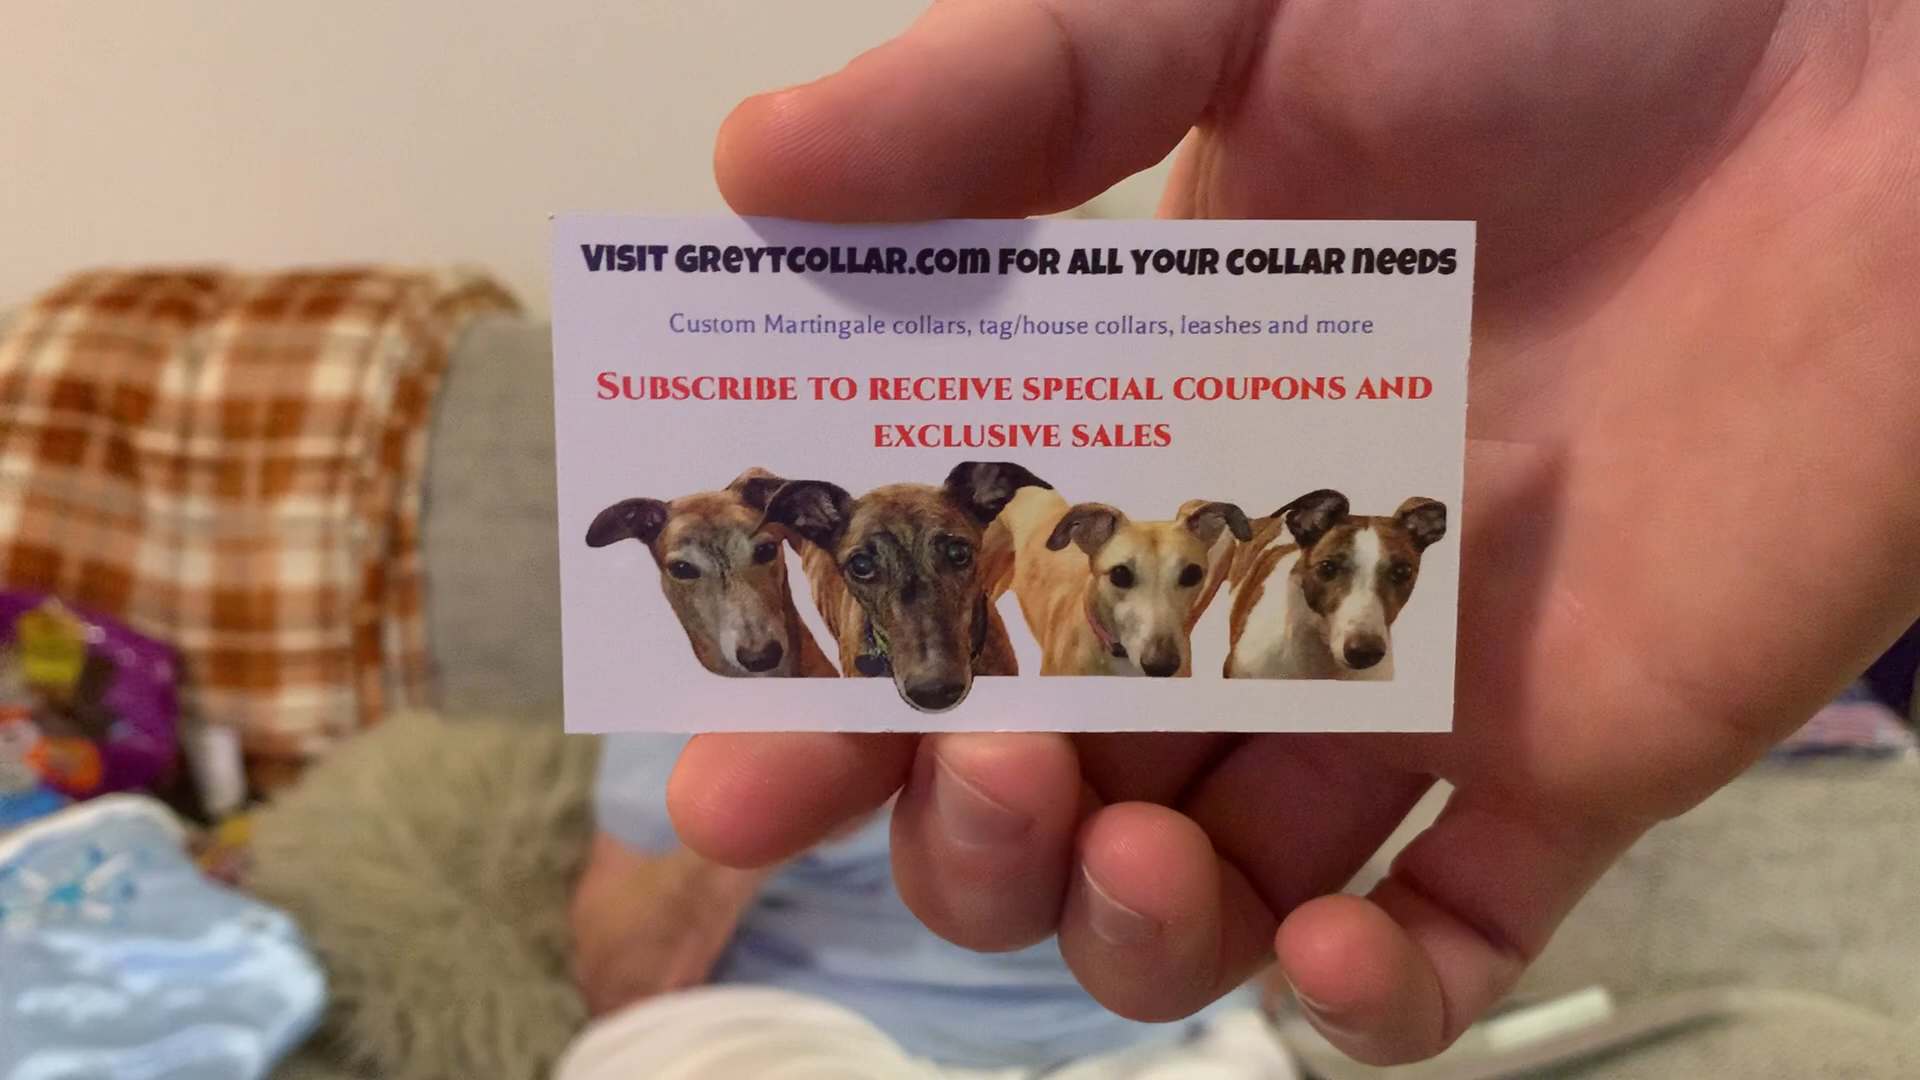 VISIT GREYTCOLLAR.COM FOR ALL YOUR COLLAR NEEDS
Custom Martingale collars, tag/house collars, leashes and more
SUBSCRIBE TO RECEIVE SPECIAL COUPONS AND
EXCLUSIVE SALES